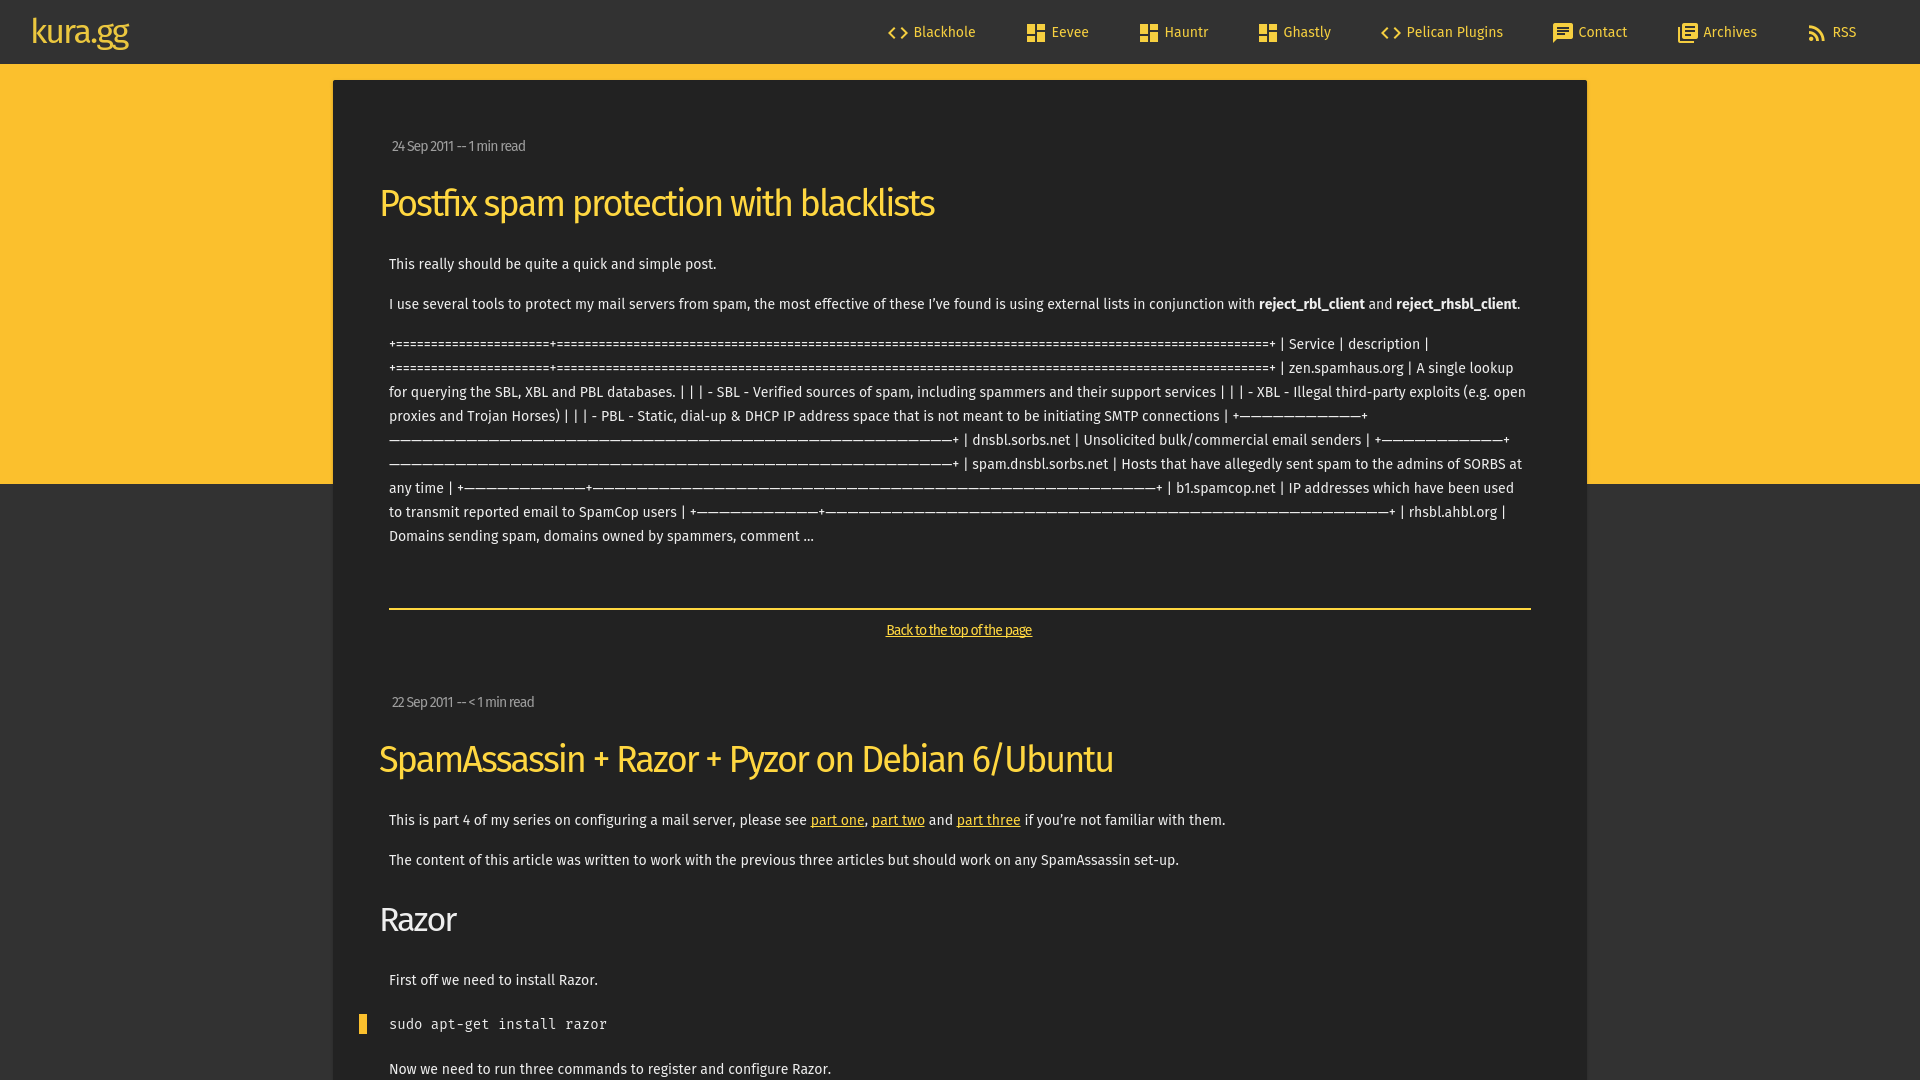 kura.gg
Blackhole
Eevee
Hauntr
Ghastly
Pelican Plugins
Contact
Archives
RSS
24 Sep 2011 -- 1 min read
Postfix spam protection with blacklists
This really should be quite a quick and simple post.
I use several tools to protect my mail servers from spam, the most effective of these I’ve found is using external lists in conjunction with reject_rbl_client and reject_rhsbl_client.
+======================+======================================================================================================+ | Service | description |
+======================+======================================================================================================+ | zen.spamhaus.org | A single lookup
for querying the SBL, XBL and PBL databases. | | | - SBL - Verified sources of spam, including spammers and their support services | | | - XBL - Illegal third-party exploits (e.g. open
proxies and Trojan Horses) | | | - PBL - Static, dial-up & DHCP IP address space that is not meant to be initiating SMTP connections | +———————————–+
———————————————————————————————————————————————————+ | dnsbl.sorbs.net | Unsolicited bulk/commercial email senders | +———————————–+
———————————————————————————————————————————————————+ | spam.dnsbl.sorbs.net | Hosts that have allegedly sent spam to the admins of SORBS at
any time | +———————————–+———————————————————————————————————————————————————+ | b1.spamcop.net | IP addresses which have been used
to transmit reported email to SpamCop users | +———————————–+———————————————————————————————————————————————————+ | rhsbl.ahbl.org |
Domains sending spam, domains owned by spammers, comment ...
Back to the top of the page
22 Sep 2011 -- < 1 min read
SpamAssassin + Razor + Pyzor on Debian 6/Ubuntu
This is part 4 of my series on configuring a mail server, please see part one, part two and part three if you’re not familiar with them.
The content of this article was written to work with the previous three articles but should work on any SpamAssassin set-up.
Razor
First off we need to install Razor.
sudo apt-get install razor
Now we need to run three commands to register and configure Razor.